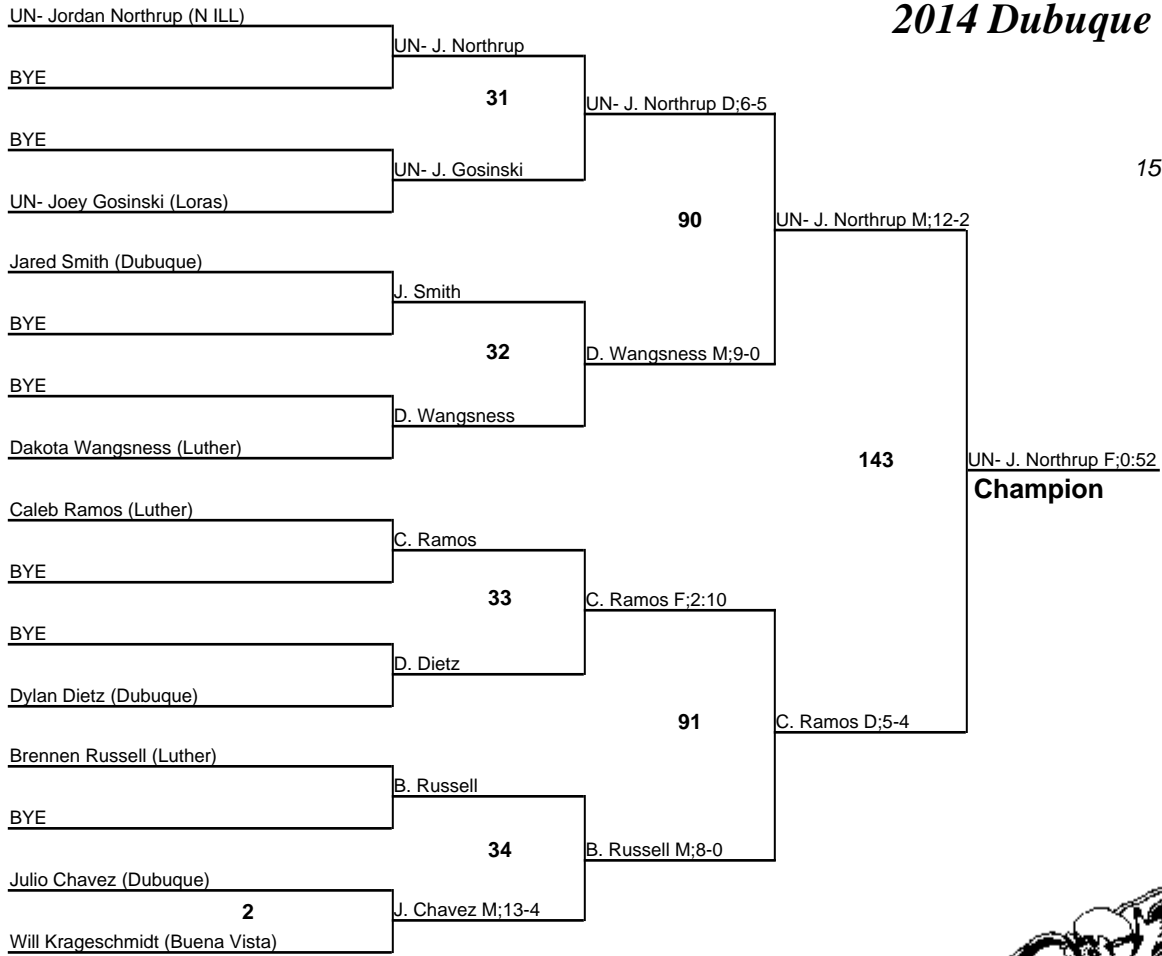 2014 Dubuque
15
UN- Jordan Northrup (N ILL)
BYE
BYE
UN- Joey Gosinski (Loras)
Jared Smith (Dubuque)
BYE
BYE
Dakota Wangsness (Luther)
Caleb Ramos (Luther)
BYE
BYE
Dylan Dietz (Dubuque)
Brennen Russell (Luther)
BYE
Julio Chavez (Dubuque)
2
Will Krageschmidt (Buena Vista)
UN- J. Northrup
31
UN- J. Gosinski
J. Smith
32
D. Wangsness
C. Ramos
33
D. Dietz
B. Russell
34
J. Chavez M;13-4
UN- J. Northrup D;6-5
90
D. Wangsness M;9-0
C. Ramos F;2:10
91
B. Russell M;8-0
UN- J. Northrup M;12-2
143
C. Ramos D;5-4
UN- J. Northrup F;0:52
Champion